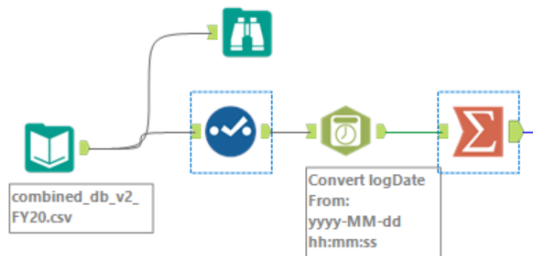 combined_db_v2_
FY20.csv
Convert logDate
From:
yyyy-MM-dd
hh:mm:ss